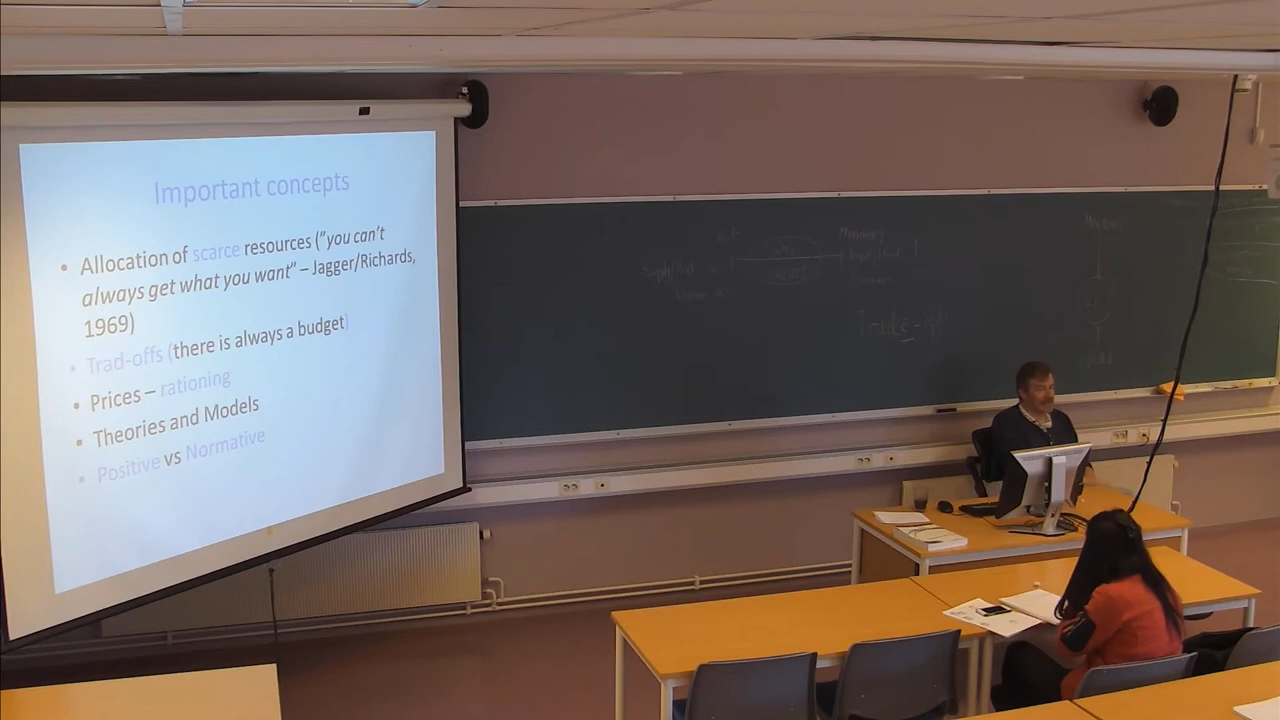 Important concepts
• Allocation of scarce resources ("you can't
always get what you want" – Jagger/Richards,
1969)
• Trad-offs (there is always a budget)
• Prices – rationing
• Theories and Models
• Positive vs Normative
Trade-off